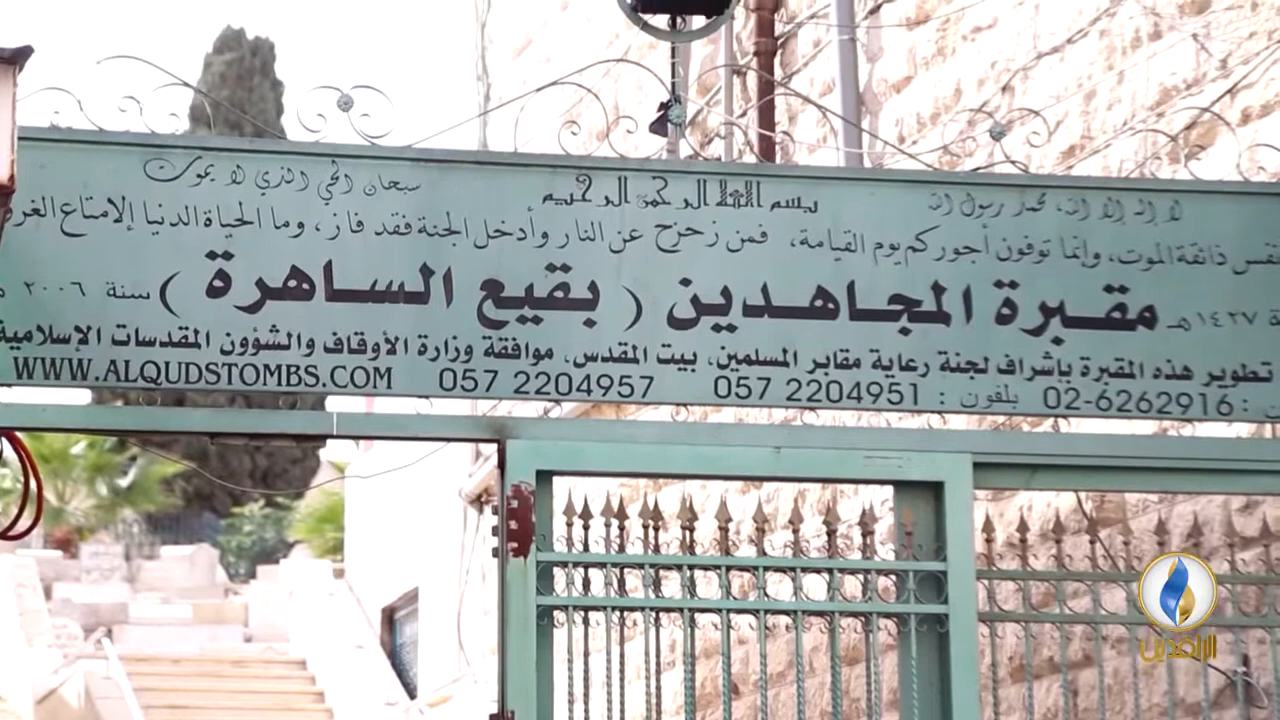 لا إله إلا الله، محمد رسول الله بسم الله الرحمن الرحيم سبحان الحي الذي لا يموت
نفس ذائقة الموت، وإنما توفون أجوركم يوم القيامة، فمن زحزح عن النار وأدخل الجنة فقد فاز، وما الحياة الدنيا إلا متاع
١٤٢٧ هـ مقبرة المجاهدين ( بقيع الساهرة ) سنة ٢٠٠٦
تطوير هذه المقبرة بإشراف لجنة رعاية مقابر المسلمين، بيت المقدس، موافقة وزارة الأوقاف والشؤون المقدسات الإسلامية
02-6262916 بلفون : 057 2204951 057 2204957 WWW.ALQUDSTOMBS.COM
الرافدين